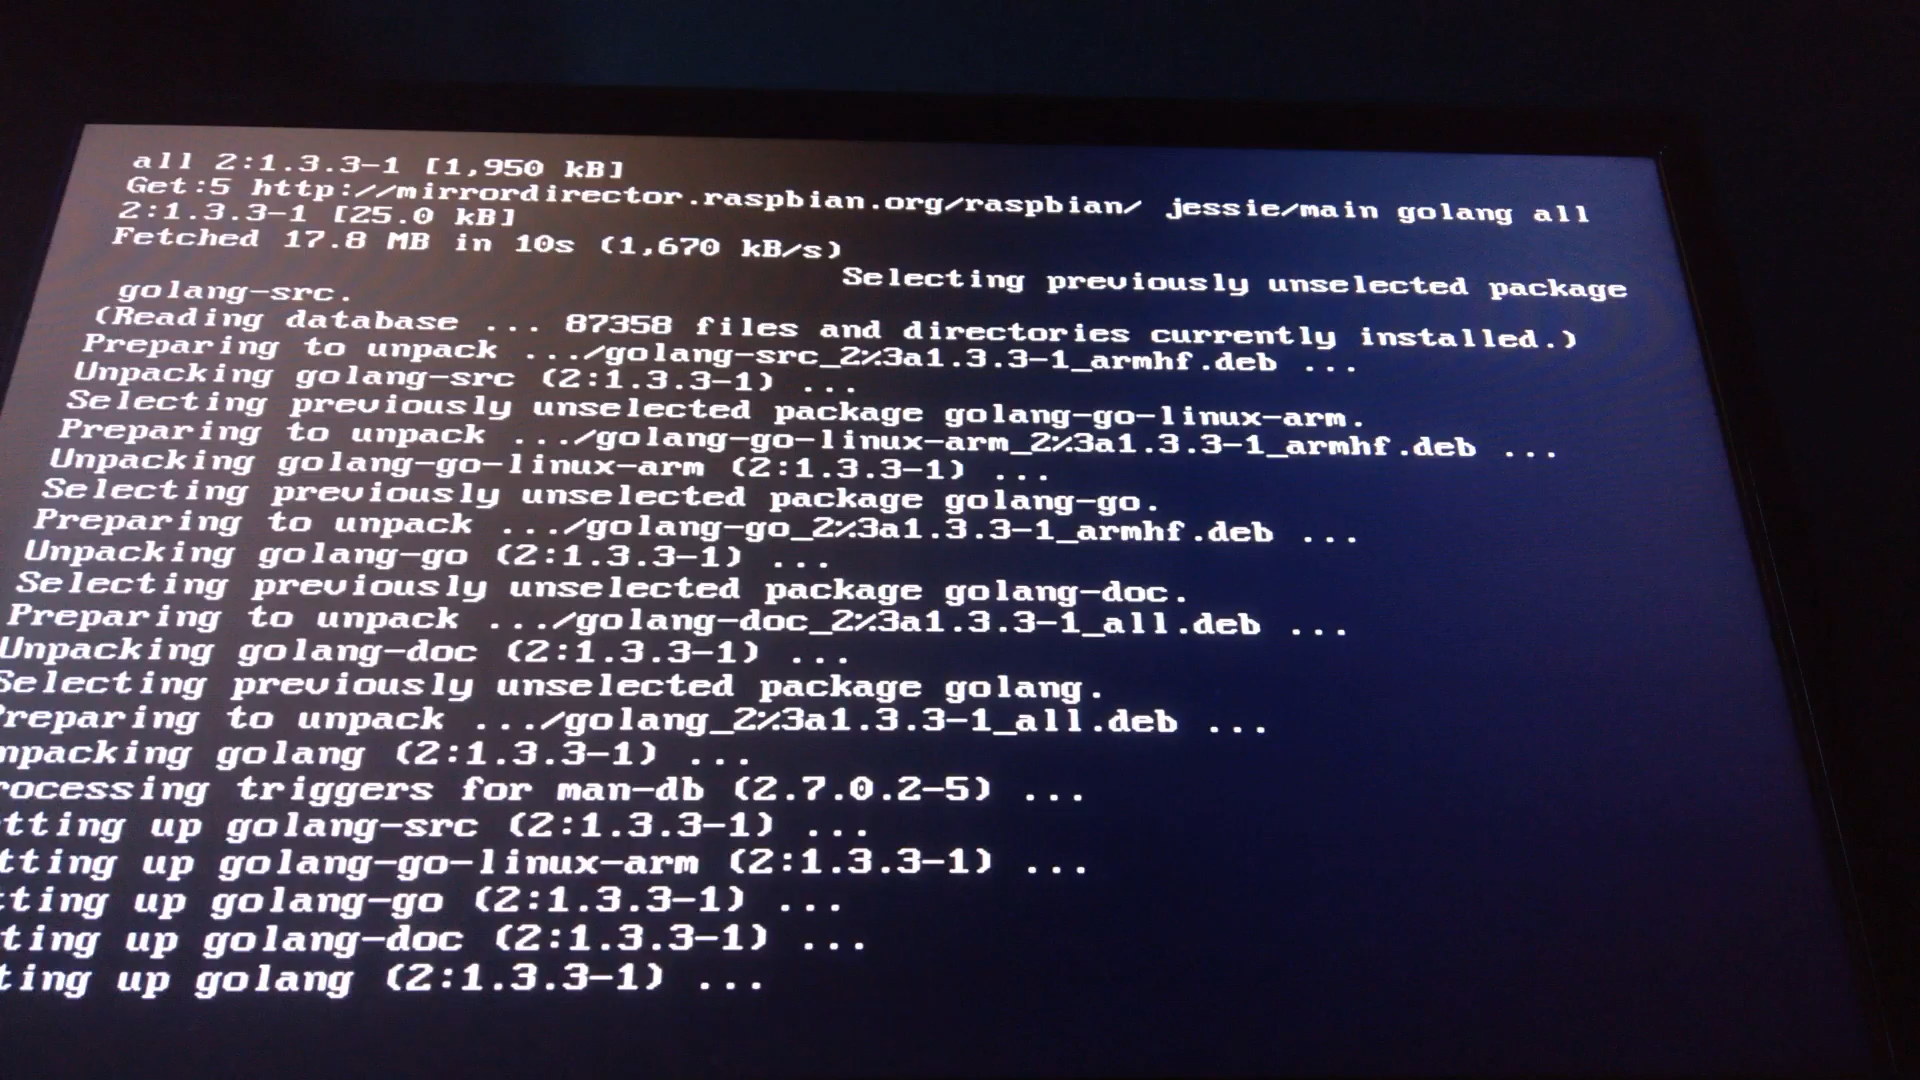 all 2:1.3.3-1 [1,950 kB]
Get:5 http://mirrordirector.raspbian.org/raspbian/ jessie/main golang all
2:1.3.3-1 [25.0 kB]
Fetched 17.8 MB in 10s (1,670 kB/s)
Selecting previously unselected package
golang-src.
(Reading database ... 87358 files and directories currently installed.)
Preparing to unpack .../golang-src_2%3a1.3.3-1_armhf.deb ...
Unpacking golang-src (2:1.3.3-1) ...
Selecting previously unselected package golang-go-linux-arm.
Preparing to unpack .../golang-go-linux-arm_2%3a1.3.3-1_armhf.deb ...
Unpacking golang-go-linux-arm (2:1.3.3-1) ...
Selecting previously unselected package golang-go.
Preparing to unpack .../golang-go_2%3a1.3.3-1_armhf.deb ...
Unpacking golang-go (2:1.3.3-1) ...
Selecting previously unselected package golang-doc.
Preparing to unpack .../golang-doc_2%3a1.3.3-1_all.deb ...
Unpacking golang-doc (2:1.3.3-1) ...
Selecting previously unselected package golang.
Preparing to unpack .../golang_2%3a1.3.3-1_all.deb ...
npacking golang (2:1.3.3-1) ...
rocessing triggers for man-db (2.7.0.2-5) ...
tting up golang-src (2:1.3.3-1) ...
tting up golang-go-linux-arm (2:1.3.3-1) ...
tting up golang-go (2:1.3.3-1) ...
ting up golang-doc (2:1.3.3-1) ...
ting up golang (2:1.3.3-1) ...